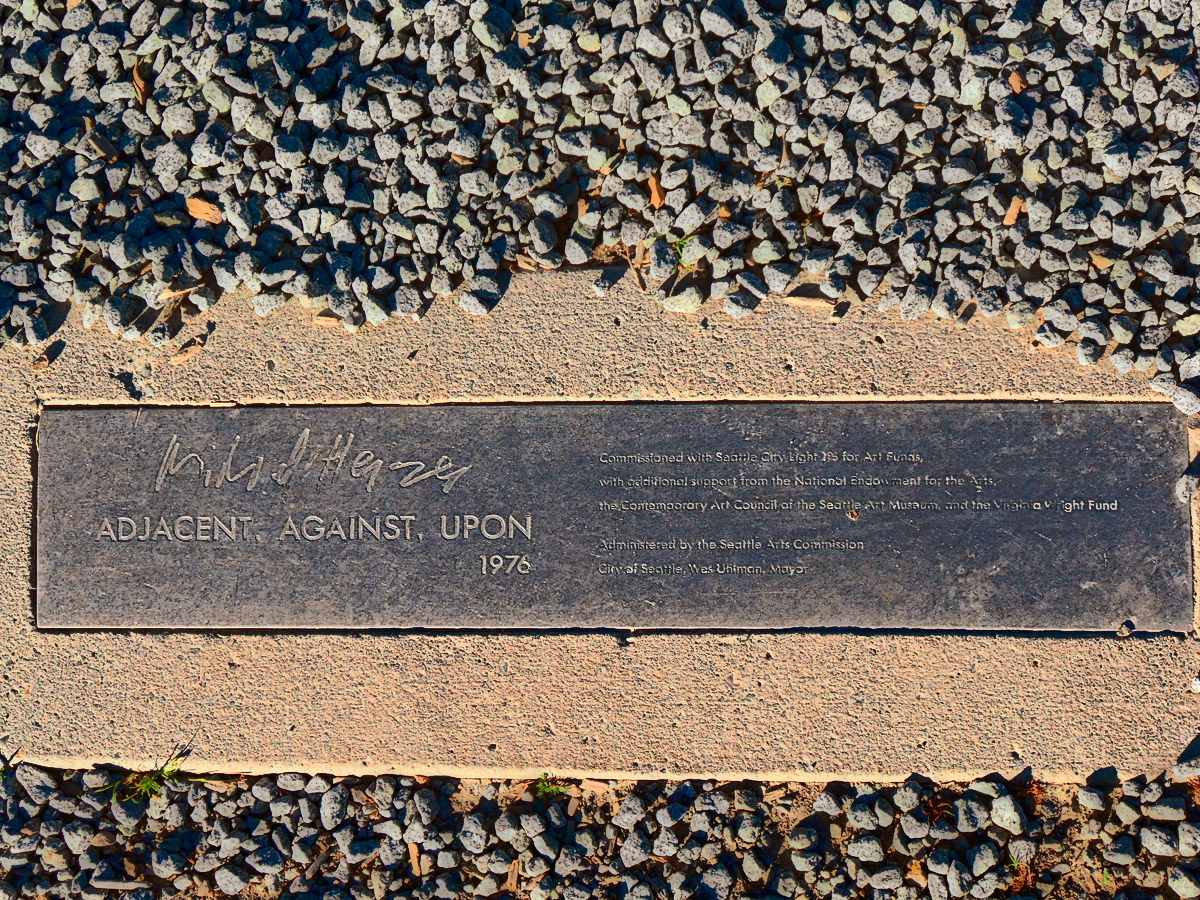 Michael Heizer
ADJACENT, AGAINST, UPON
1976
Commissioned with Seattle City Light 1% for Art Funds,
with additional support from the National Endowment for the Arts,
the Contemporary Art Council of the Seattle Art Museum, and the Virginia Wright Fund
Administered by the Seattle Arts Commission
City of Seattle, Wes Uhlman, Mayor